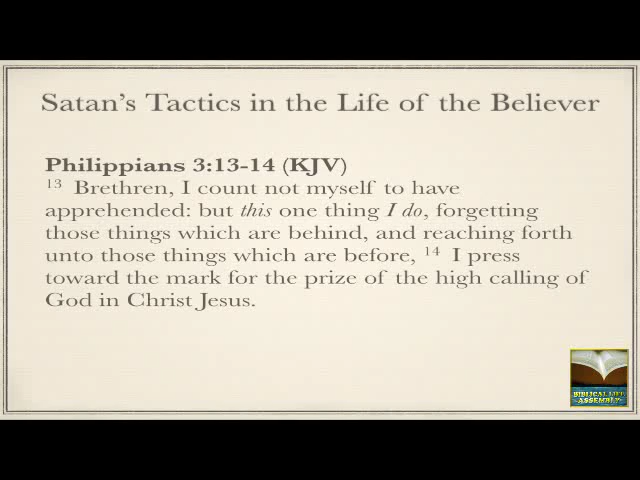 Satan's Tactics in the Life of the Believer
Philippians 3:13-14 (KJV)
13 Brethren, I count not myself to have
apprehended: but this one thing I do, forgetting
those things which are behind, and reaching forth
unto those things which are before, 14 I press
toward the mark for the prize of the high calling of
God in Christ Jesus.
BIBLICAL LIFE
ASSEMBLY